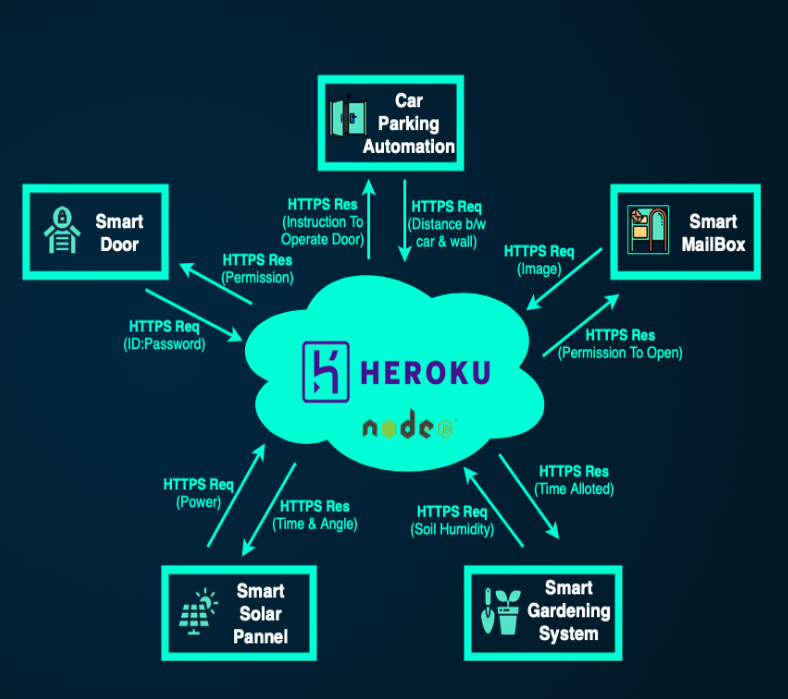 Car
Parking
Automation
HTTPS Res
(Instruction To
Operate Door)
HTTPS Req
(Distance b/w
car & wall)
Smart
Door
Smart
MailBox
HTTPS Res
(Permission)
HTTPS Req
(Image)
HTTPS Req
(ID:Password)
HTTPS Res
(Permission To Open)
HEROKU
node
JS
HTTPS Req
(Power)
HTTPS Res
(Time & Angle)
HTTPS Req
(Soil Humidity)
HTTPS Res
(Time Alloted)
Smart
Solar
Pannel
Smart
Gardening
System